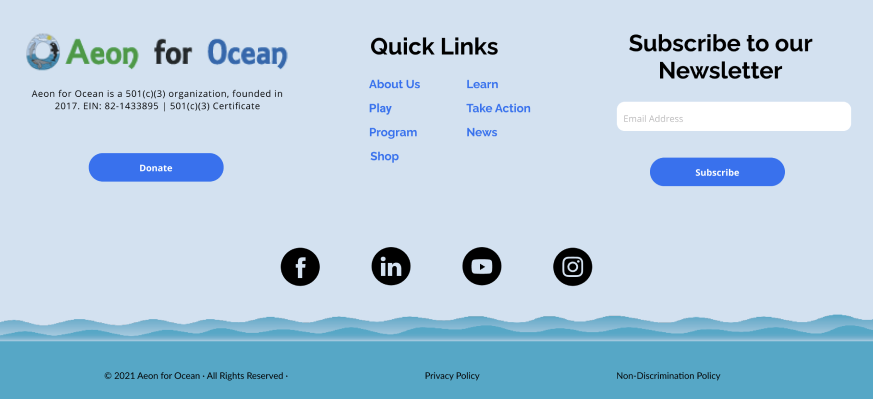 Aeon for Ocean
Aeon for Ocean is a 501(c)(3) organization, founded in
2017. EIN: 82-1433895 | 501(c)(3) Certificate
Donate
Quick Links
About Us
Learn
Play
Take Action
Program
News
Shop
Subscribe to our
Newsletter
Email Address
Subscribe
© 2021 Aeon for Ocean · All Rights Reserved ·
Privacy Policy
Non-Discrimination Policy